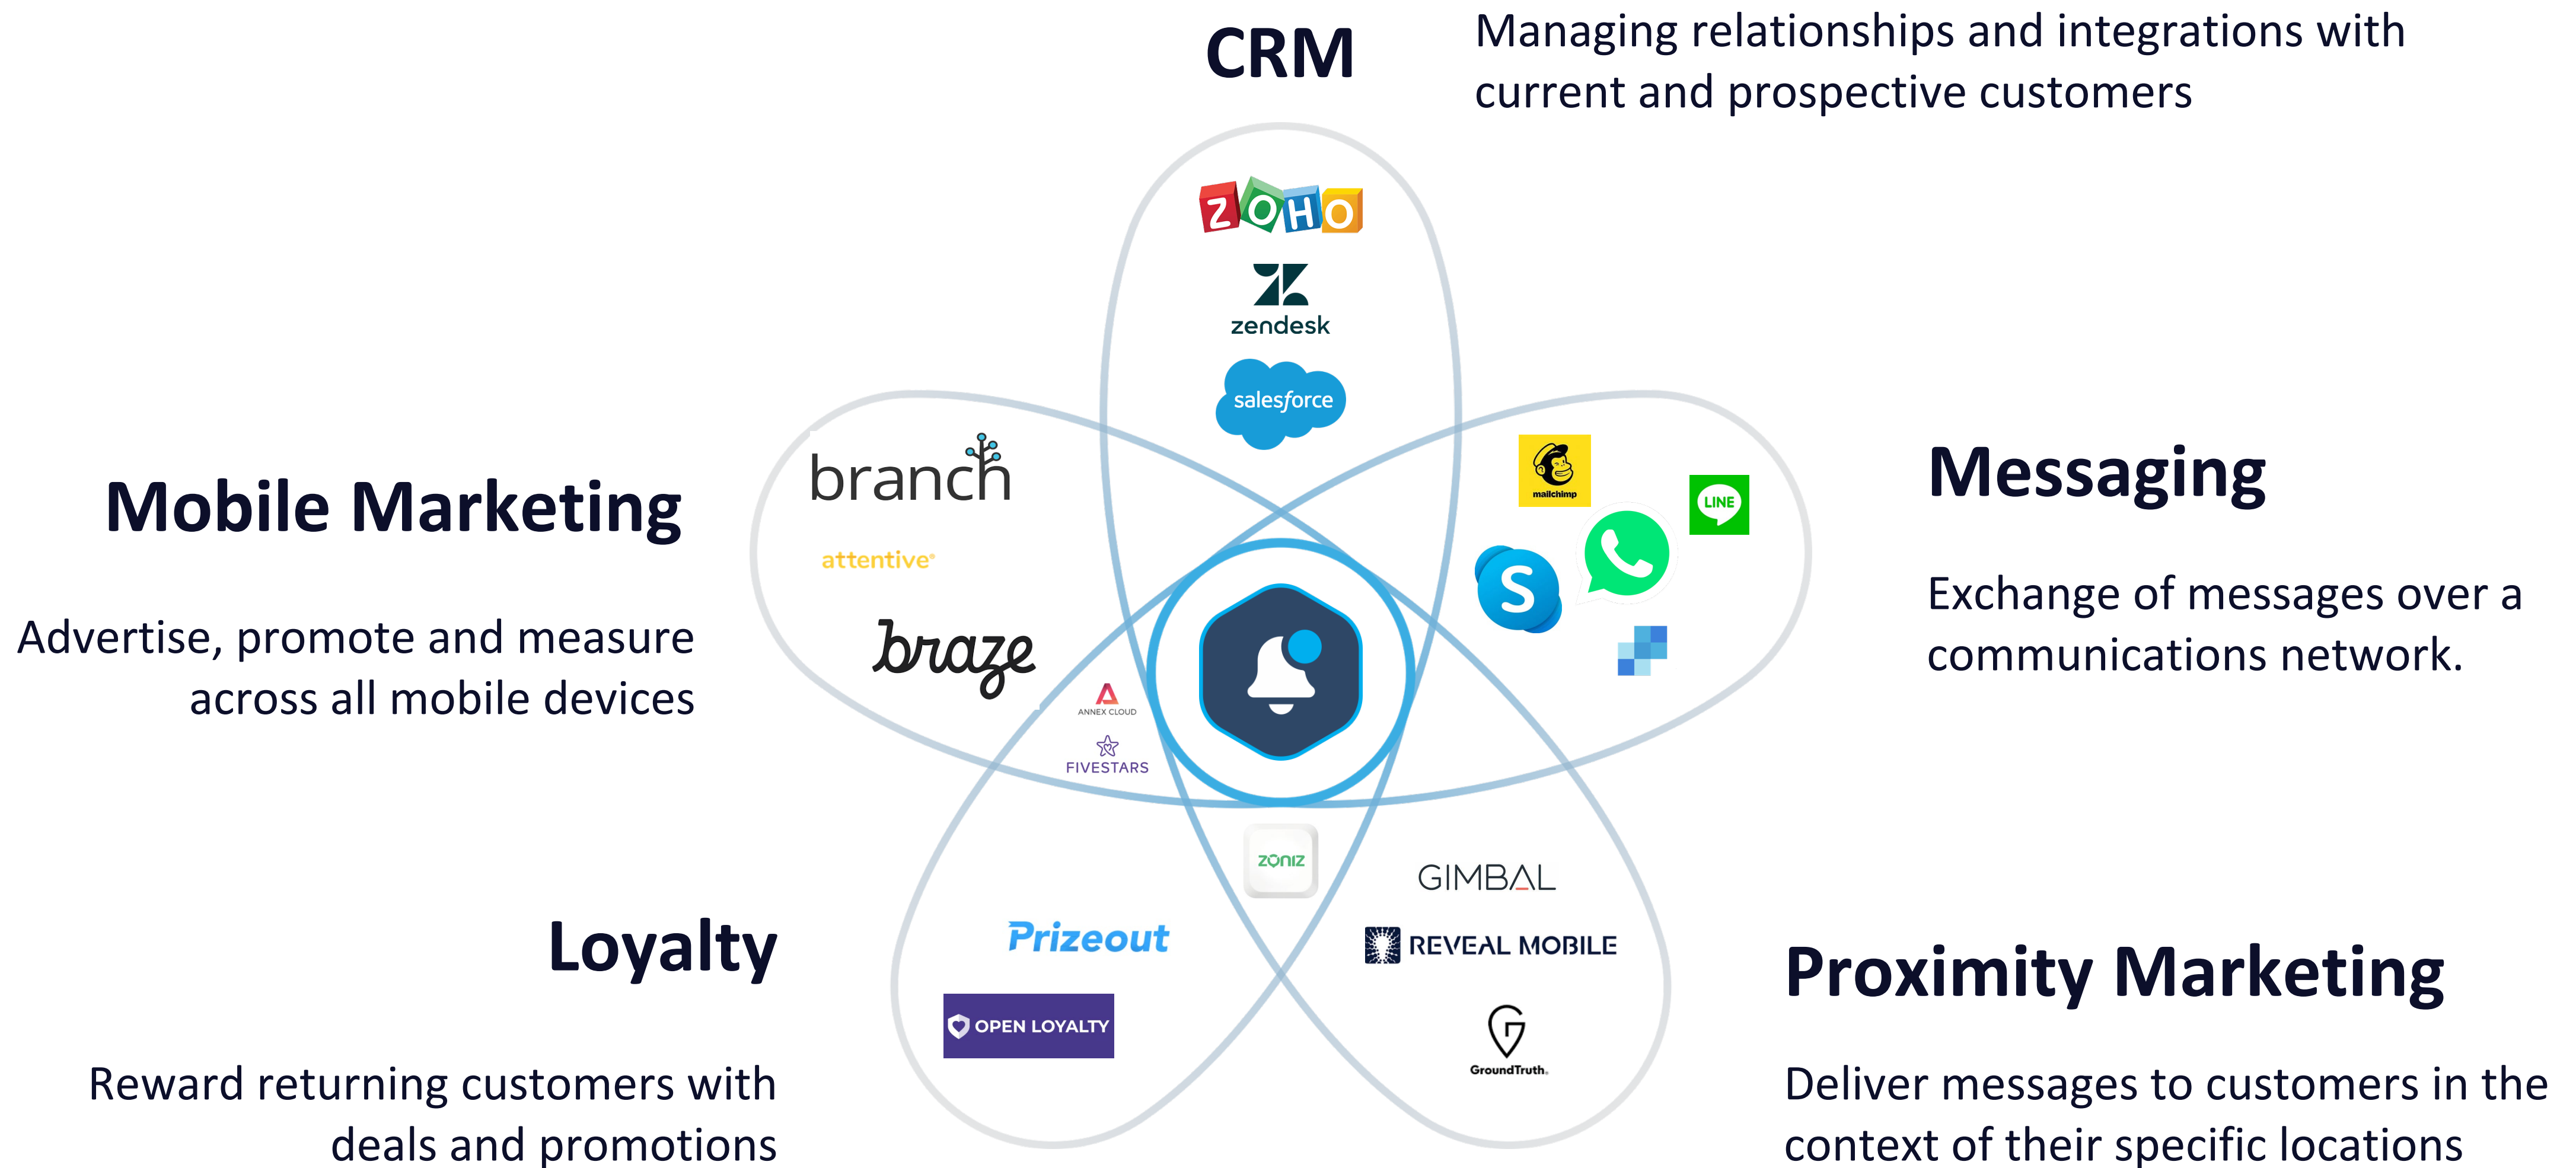 CRM
Managing relationships and integrations with
current and prospective customers
ZOHO
zendesk
salesforce
Mobile Marketing
Advertise, promote and measure
across all mobile devices
branch
attentive®
braze
ANNEX CLOUD
FIVESTARS
mailchimp
LINE
S
Messaging
Exchange of messages over a
communications network.
Loyalty
Reward returning customers with
deals and promotions
Prizeout
OPEN LOYALTY
ZONIZ
GIMBAL
REVEAL MOBILE
GroundTruth.
Proximity Marketing
Deliver messages to customers in the
context of their specific locations